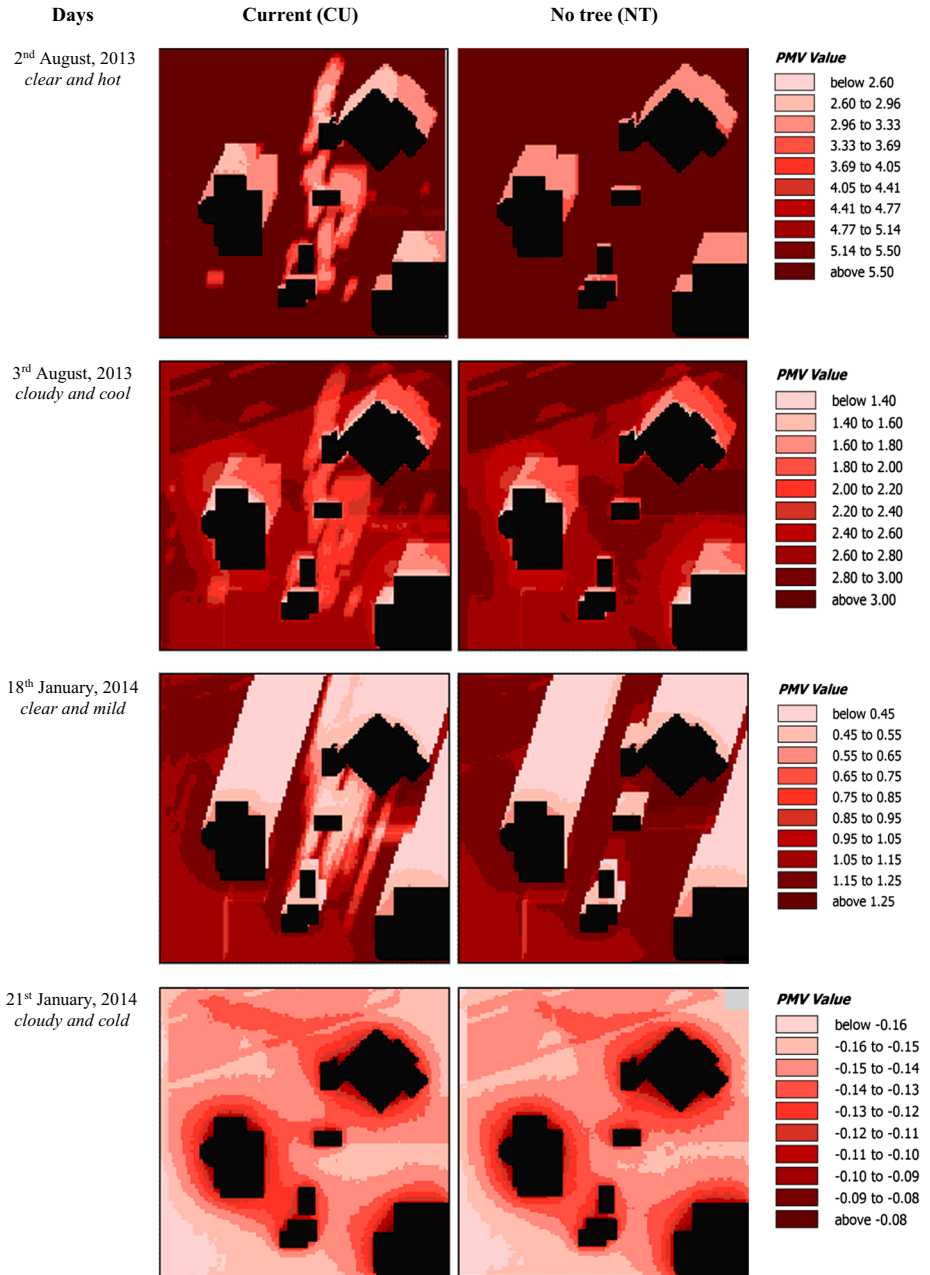 Days Current (CU) No tree (NT)
2nd August, 2013
clear and hot
PMV Value
below 2.60
2.60 to 2.96
2.96 to 3.33
3.33 to 3.69
3.69 to 4.05
4.05 to 4.41
4.41 to 4.77
4.77 to 5.14
5.14 to 5.50
above 5.50
3rd August, 2013
cloudy and cool
PMV Value
below 1.40
1.40 to 1.60
1.60 to 1.80
1.80 to 2.00
2.00 to 2.20
2.20 to 2.40
2.40 to 2.60
2.60 to 2.80
2.80 to 3.00
above 3.00
18th January, 2014
clear and mild
PMV Value
below 0.45
0.45 to 0.55
0.55 to 0.65
0.65 to 0.75
0.75 to 0.85
0.85 to 0.95
0.95 to 1.05
1.05 to 1.15
1.15 to 1.25
above 1.25
21st January, 2014
cloudy and cold
PMV Value
below -0.16
-0.16 to -0.15
-0.15 to -0.14
-0.14 to -0.13
-0.13 to -0.12
-0.12 to -0.11
-0.11 to -0.10
-0.10 to -0.09
-0.09 to -0.08
above -0.08